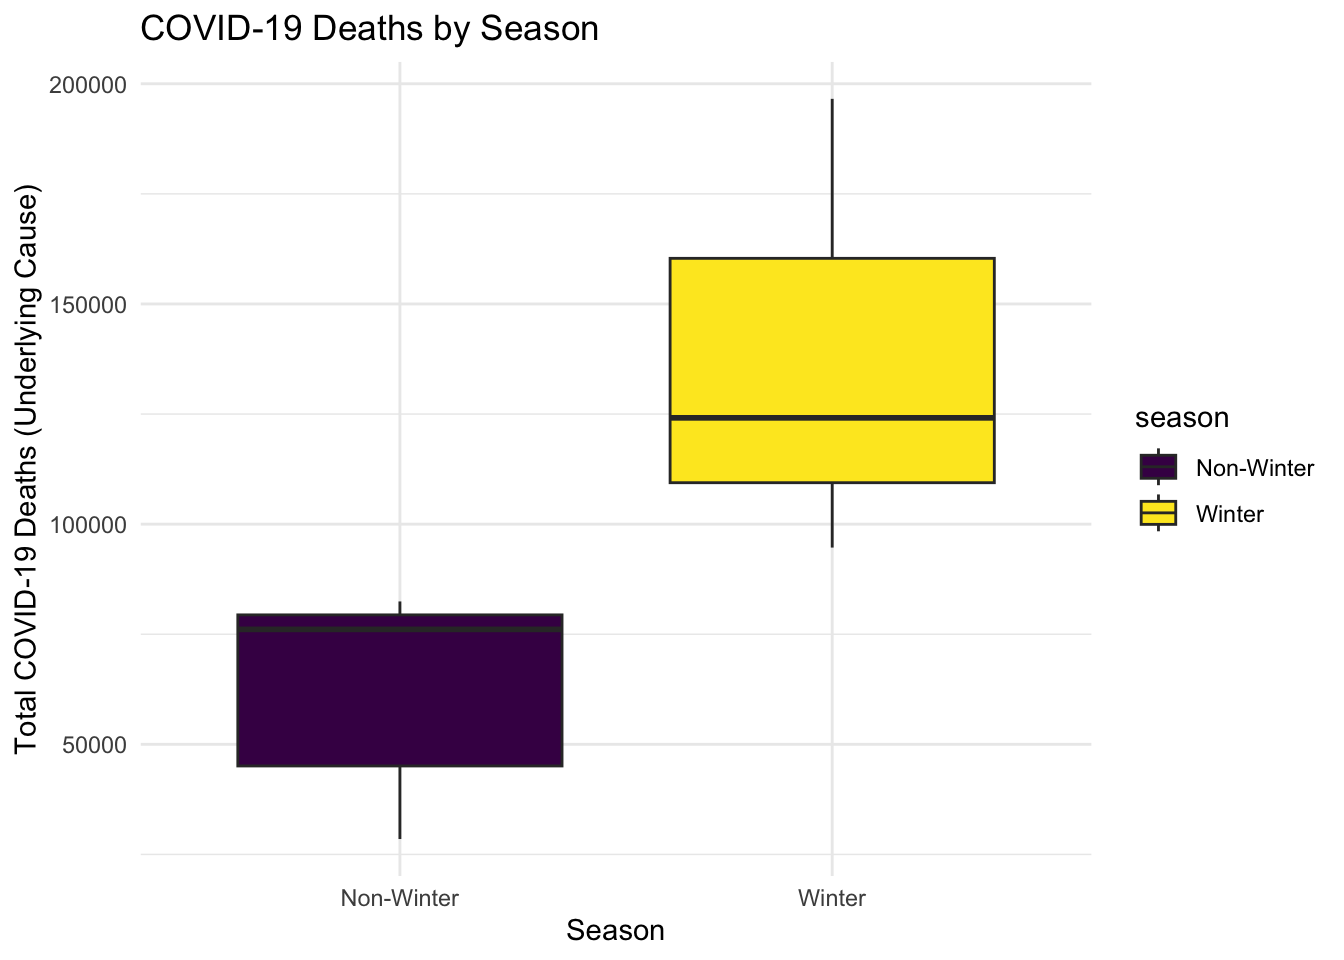 COVID-19 Deaths by Season
Total COVID-19 Deaths (Underlying Cause)
200000
150000
100000
50000
Non-Winter
Winter
Season
season
Non-Winter
Winter